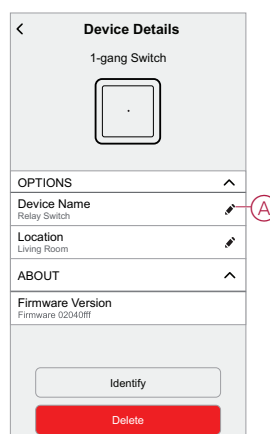 Device Details
1-gang Switch
OPTIONS
Device Name
Relay Switch
A
Location
Living Room
ABOUT
Firmware Version
Firmware 02040fff
Identify
Delete